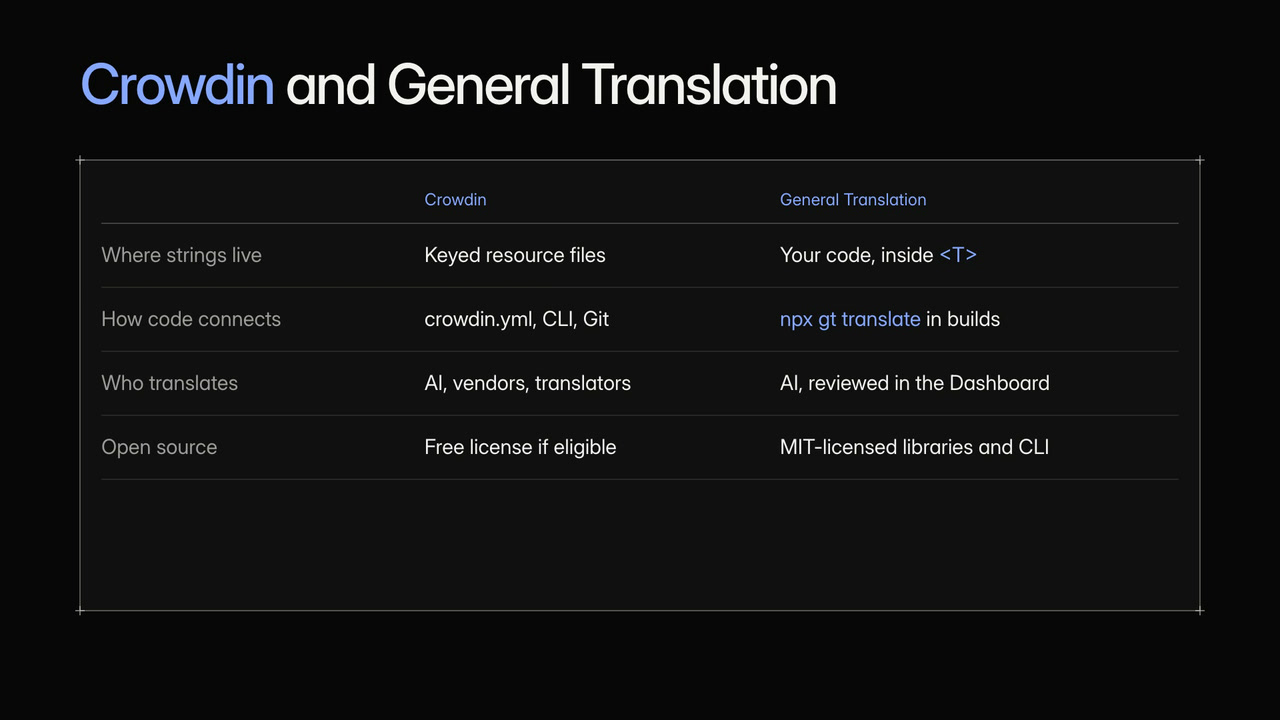 Crowdin and General Translation
Crowdin General Translation
Where strings live Keyed resource files Your code, inside <T>
How code connects crowdin.yml, CLI, Git npx gt translate in builds
Who translates AI, vendors, translators AI, reviewed in the Dashboard
Open source Free license if eligible MIT-licensed libraries and CLI